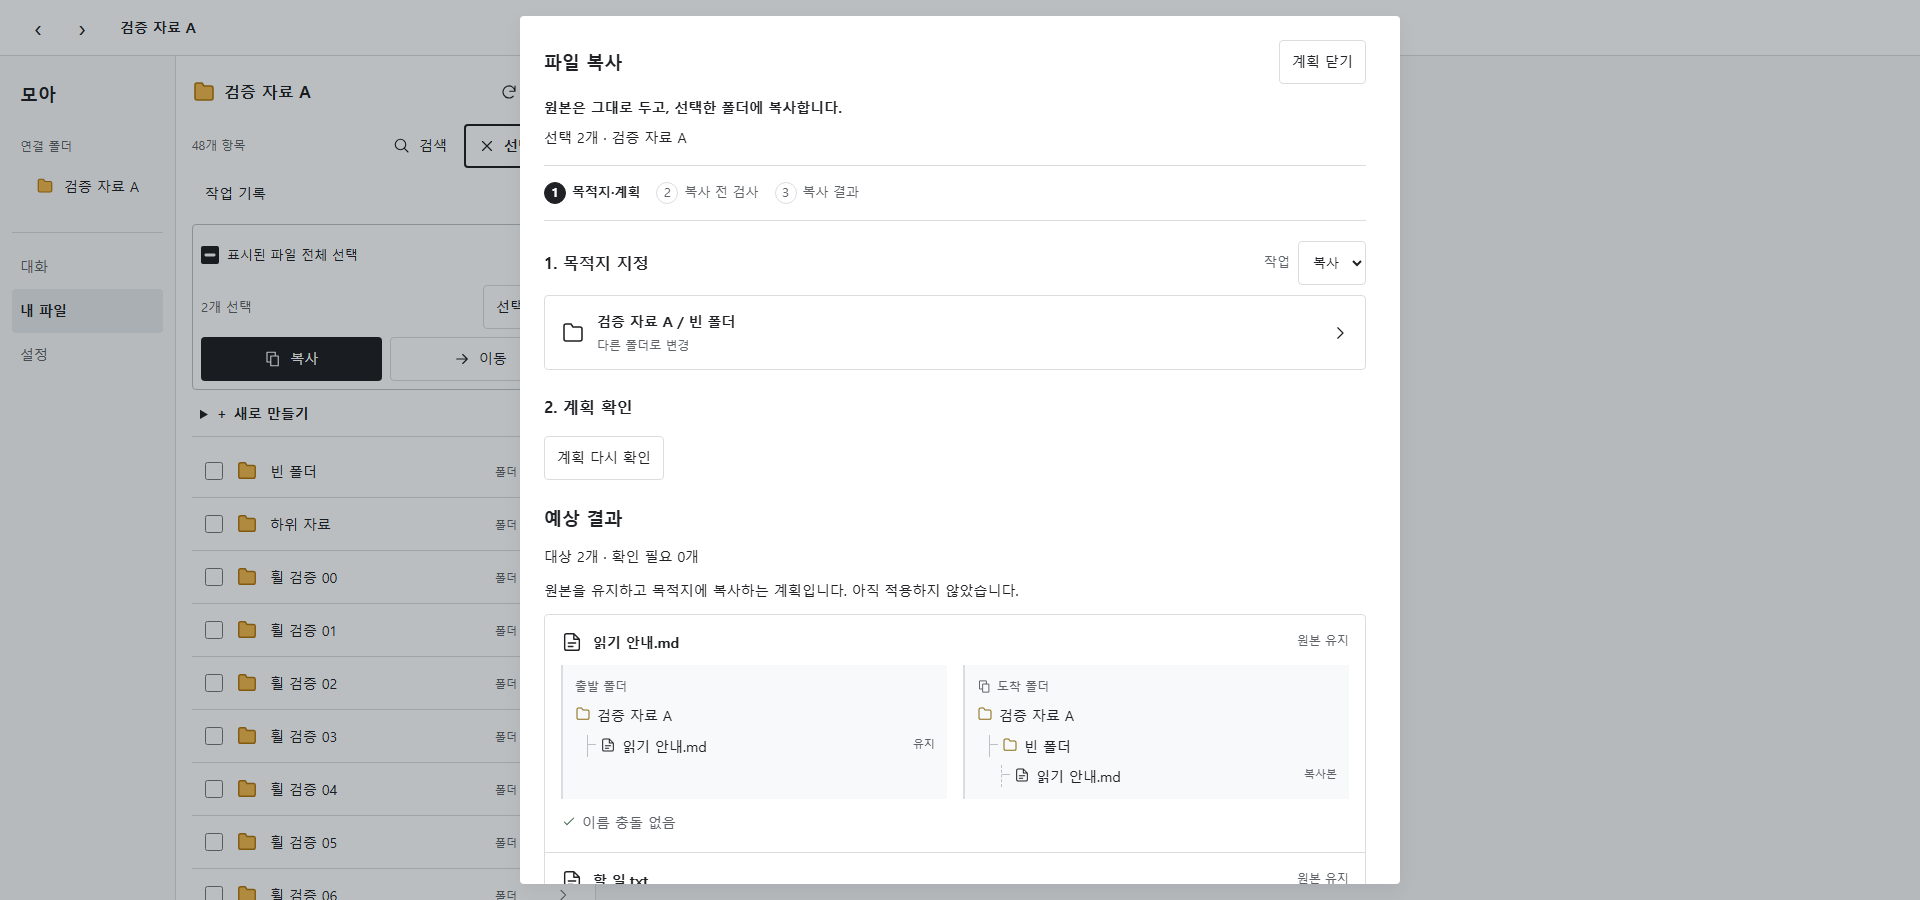 검증 자료 A
모아
연결 폴더
검증 자료 A
대화
내 파일
설정
검증 자료 A
48개 항목
검색
작업 기록
표시된 파일 전체 선택
2개 선택
선택
복사
이동
+ 새로 만들기
빈 폴더 폴더
하위 자료 폴더
휠 검증 00 폴더
휠 검증 01 폴더
휠 검증 02 폴더
휠 검증 03 폴더
휠 검증 04 폴더
휠 검증 05 폴더
휠 검증 06 폴더
파일 복사
계획 닫기
원본은 그대로 두고, 선택한 폴더에 복사합니다.
선택 2개 · 검증 자료 A
1 목적지·계획 2 복사 전 검사 3 복사 결과
1. 목적지 지정
작업 복사
검증 자료 A / 빈 폴더
다른 폴더로 변경
2. 계획 확인
계획 다시 확인
예상 결과
대상 2개 · 확인 필요 0개
원본을 유지하고 목적지에 복사하는 계획입니다. 아직 적용하지 않았습니다.
읽기 안내.md 원본 유지
출발 폴더
검증 자료 A
읽기 안내.md 유지
도착 폴더
검증 자료 A
빈 폴더
읽기 안내.md 복사본
이름 충돌 없음
할 일.txt 원본 유지